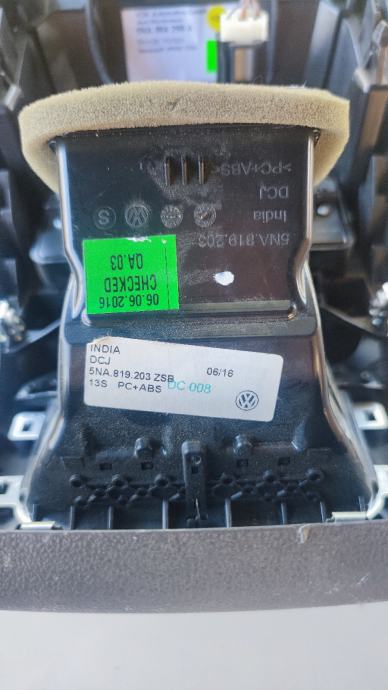 >PC+ABS<
DCJ
India
5NA.819.203
S
06.06.2016
CHECKED
QA.03
INDIA
DCJ
5NA.819.203 ZSB 06/16
13S PC+ABS DC 008